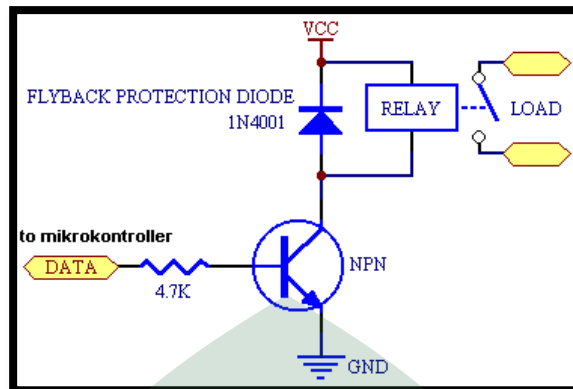 VCC
FLYBACK PROTECTION DIODE
1N4001
RELAY
LOAD
to mikrokontroller
DATA
4.7K
NPN
GND